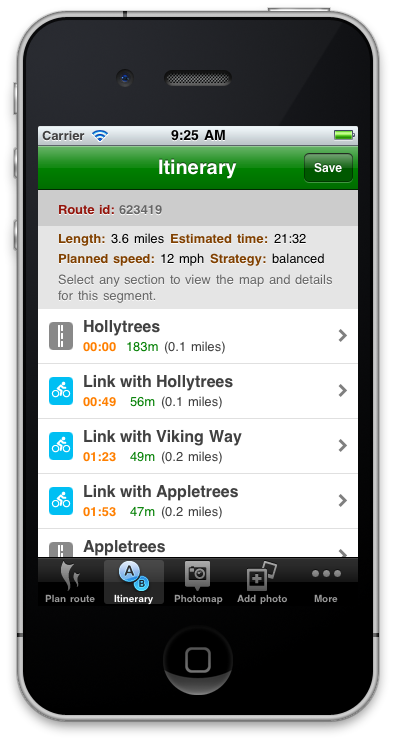 Carrier 9:25 AM
Itinerary Save
Route id: 623419
Length: 3.6 miles Estimated time: 21:32
Planned speed: 12 mph Strategy: balanced
Select any section to view the map and details
for this segment.
Hollytrees
00:00 183m (0.1 miles)
Link with Hollytrees
00:49 56m (0.1 miles)
Link with Viking Way
01:23 49m (0.2 miles)
Link with Appletrees
01:53 47m (0.2 miles)
Appletrees
A
B
Plan route Itinerary Photomap Add photo More